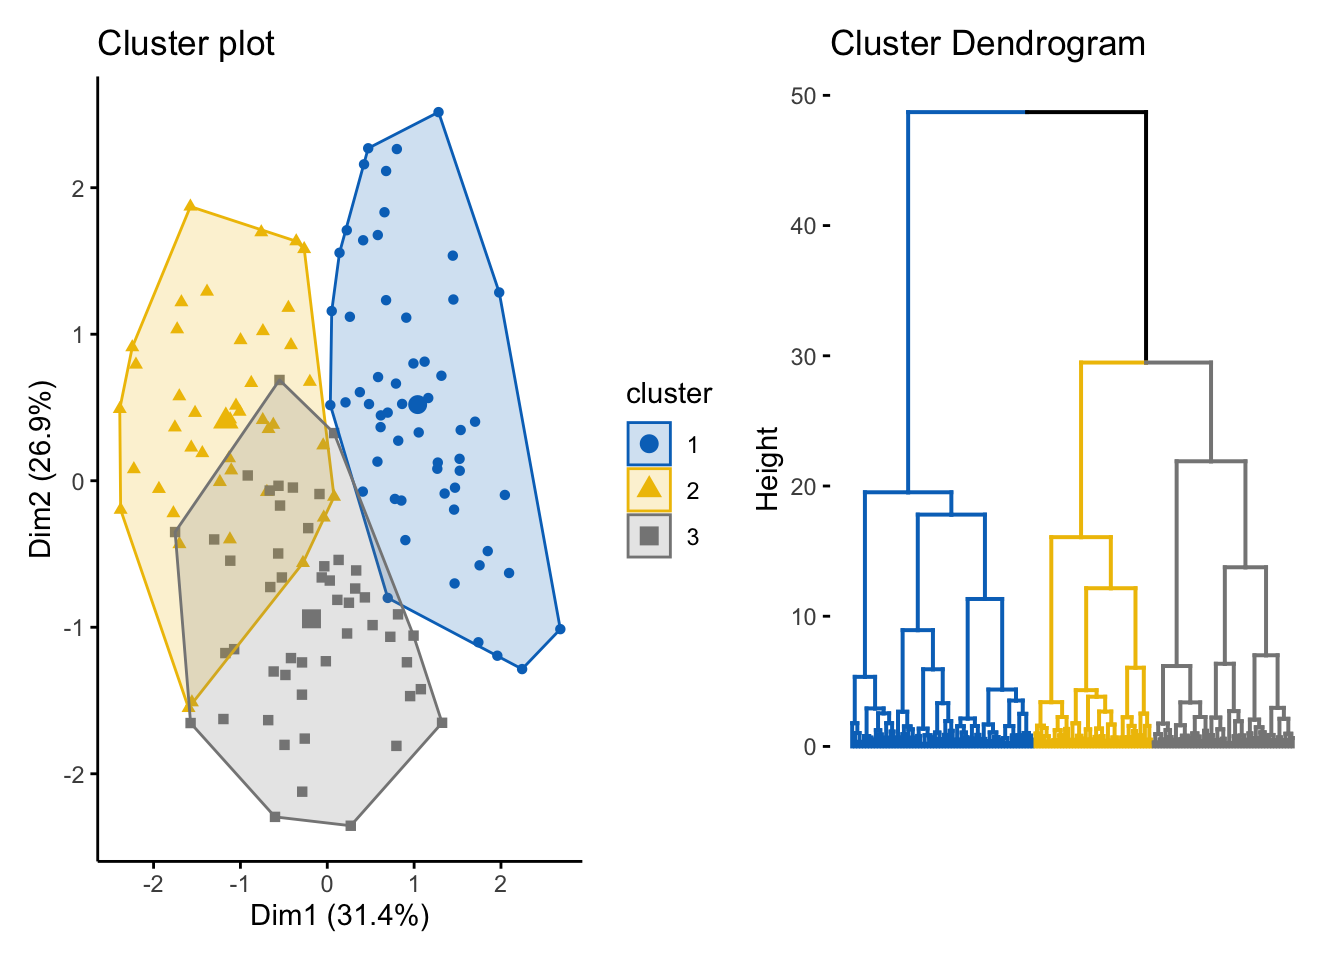 Cluster plot
2
1
0
-1
-2
Dim2 (26.9%)
-2 -1 0 1 2
Dim1 (31.4%)
cluster
1
2
3
Cluster Dendrogram
50
40
30
20
10
0
Height